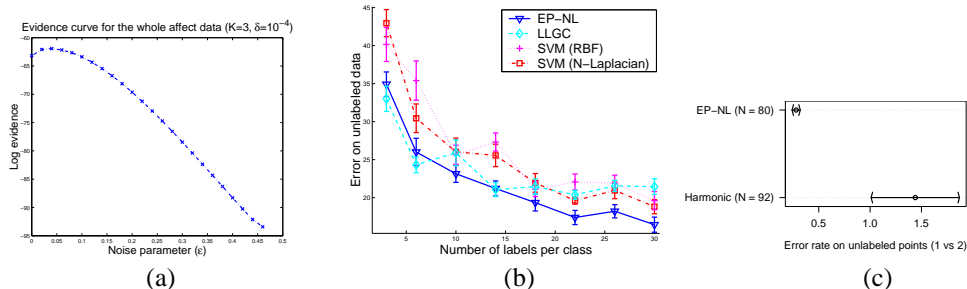 Evidence curve for the whole affect data (K=3, δ=10⁻⁴)
Log evidence
−60
−65
−70
−75
−80
−85
−90
−95
0 0.05 0.1 0.15 0.2 0.25 0.3 0.35 0.4 0.45 0.5
Noise parameter (ε)
(a)
EP−NL
LLGC
SVM (RBF)
SVM (N−Laplacian)
Error on unlabeled data
45
40
35
30
25
20
5 10 15 20 25 30
Number of labels per class
(b)
EP−NL (N = 80)
Harmonic (N = 92)
0.5 1.0 1.5
Error rate on unlabeled points (1 vs 2)
(c)